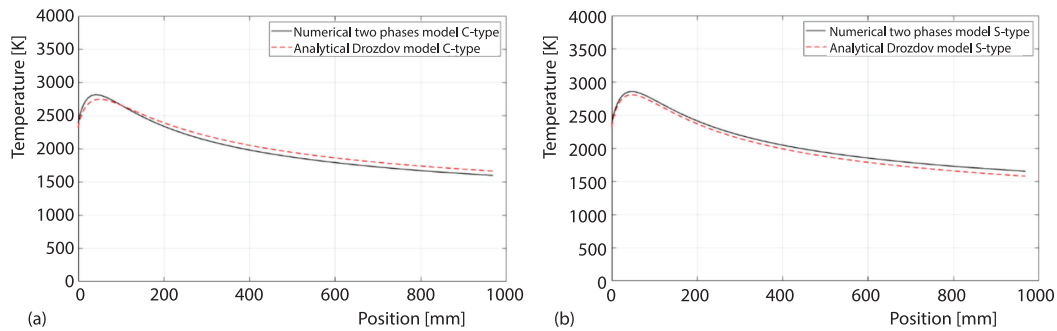 Temperature [K]
4000
3500
3000
2500
2000
1500
1000
500
0
0 200 400 600 800 1000
Numerical two phases model C-type
Analytical Drozdov model C-type
(a)
Position [mm]
Temperature [K]
4000
3500
3000
2500
2000
1500
1000
500
0
0 200 400 600 800 1000
Numerical two phases model S-type
Analytical Drozdov model S-type
(b)
Position [mm]